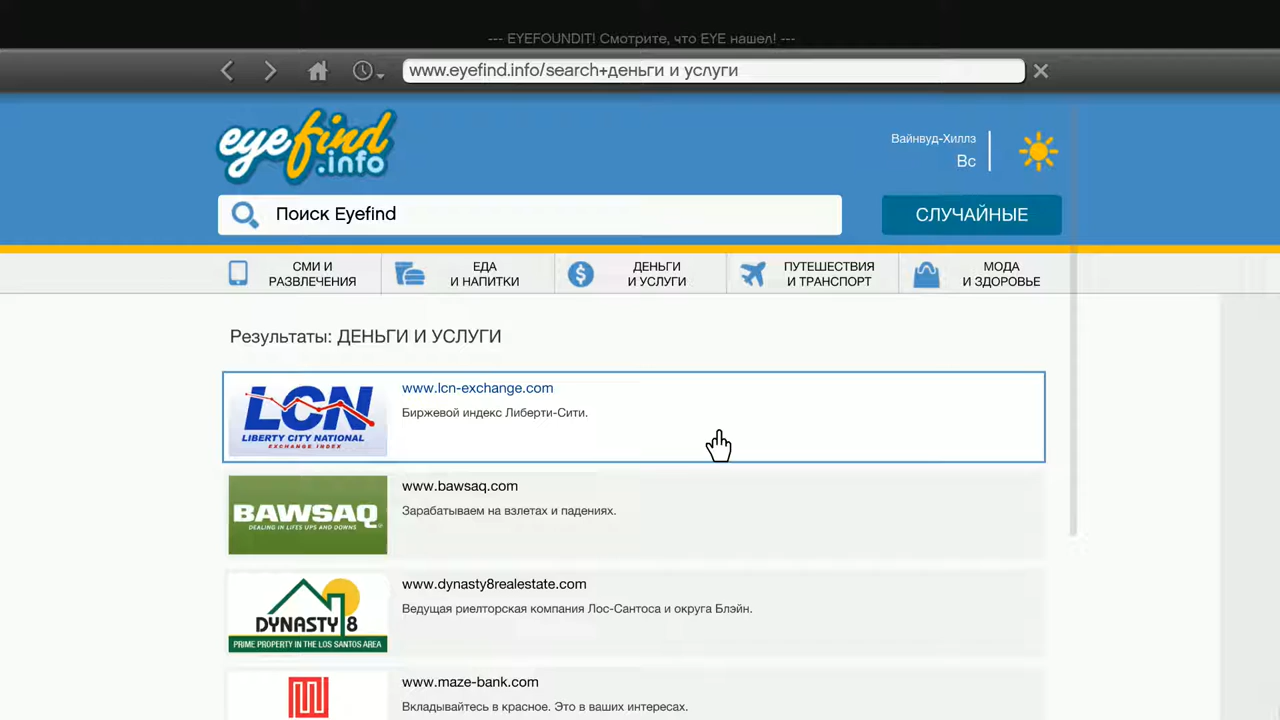 --- EYEFOUNDIT! Смотрите, что EYE нашел! ---
www.eyefind.info/search+деньги и услуги
eyefind
.info
Вайнвуд-Хиллз
Вс
Поиск Eyefind
СЛУЧАЙНЫЕ
СМИ И
РАЗВЛЕЧЕНИЯ
ЕДА
И НАПИТКИ
ДЕНЬГИ
И УСЛУГИ
ПУТЕШЕСТВИЯ
И ТРАНСПОРТ
МОДА
И ЗДОРОВЬЕ
Результаты: ДЕНЬГИ И УСЛУГИ
LCN
LIBERTY CITY NATIONAL
EXCHANGE INDEX
www.lcn-exchange.com
Биржевой индекс Либерти-Сити.
BAWSAQ
DEALING IN LIFES UPS AND DOWNS
www.bawsaq.com
Зарабатываем на взлетах и падениях.
DYNASTY 8
PRIME PROPERTY IN THE LOS SANTOS AREA
www.dynasty8realestate.com
Ведущая риелторская компания Лос-Сантоса и округа Блэйн.
www.maze-bank.com
Вкладывайтесь в красное. Это в ваших интересах.